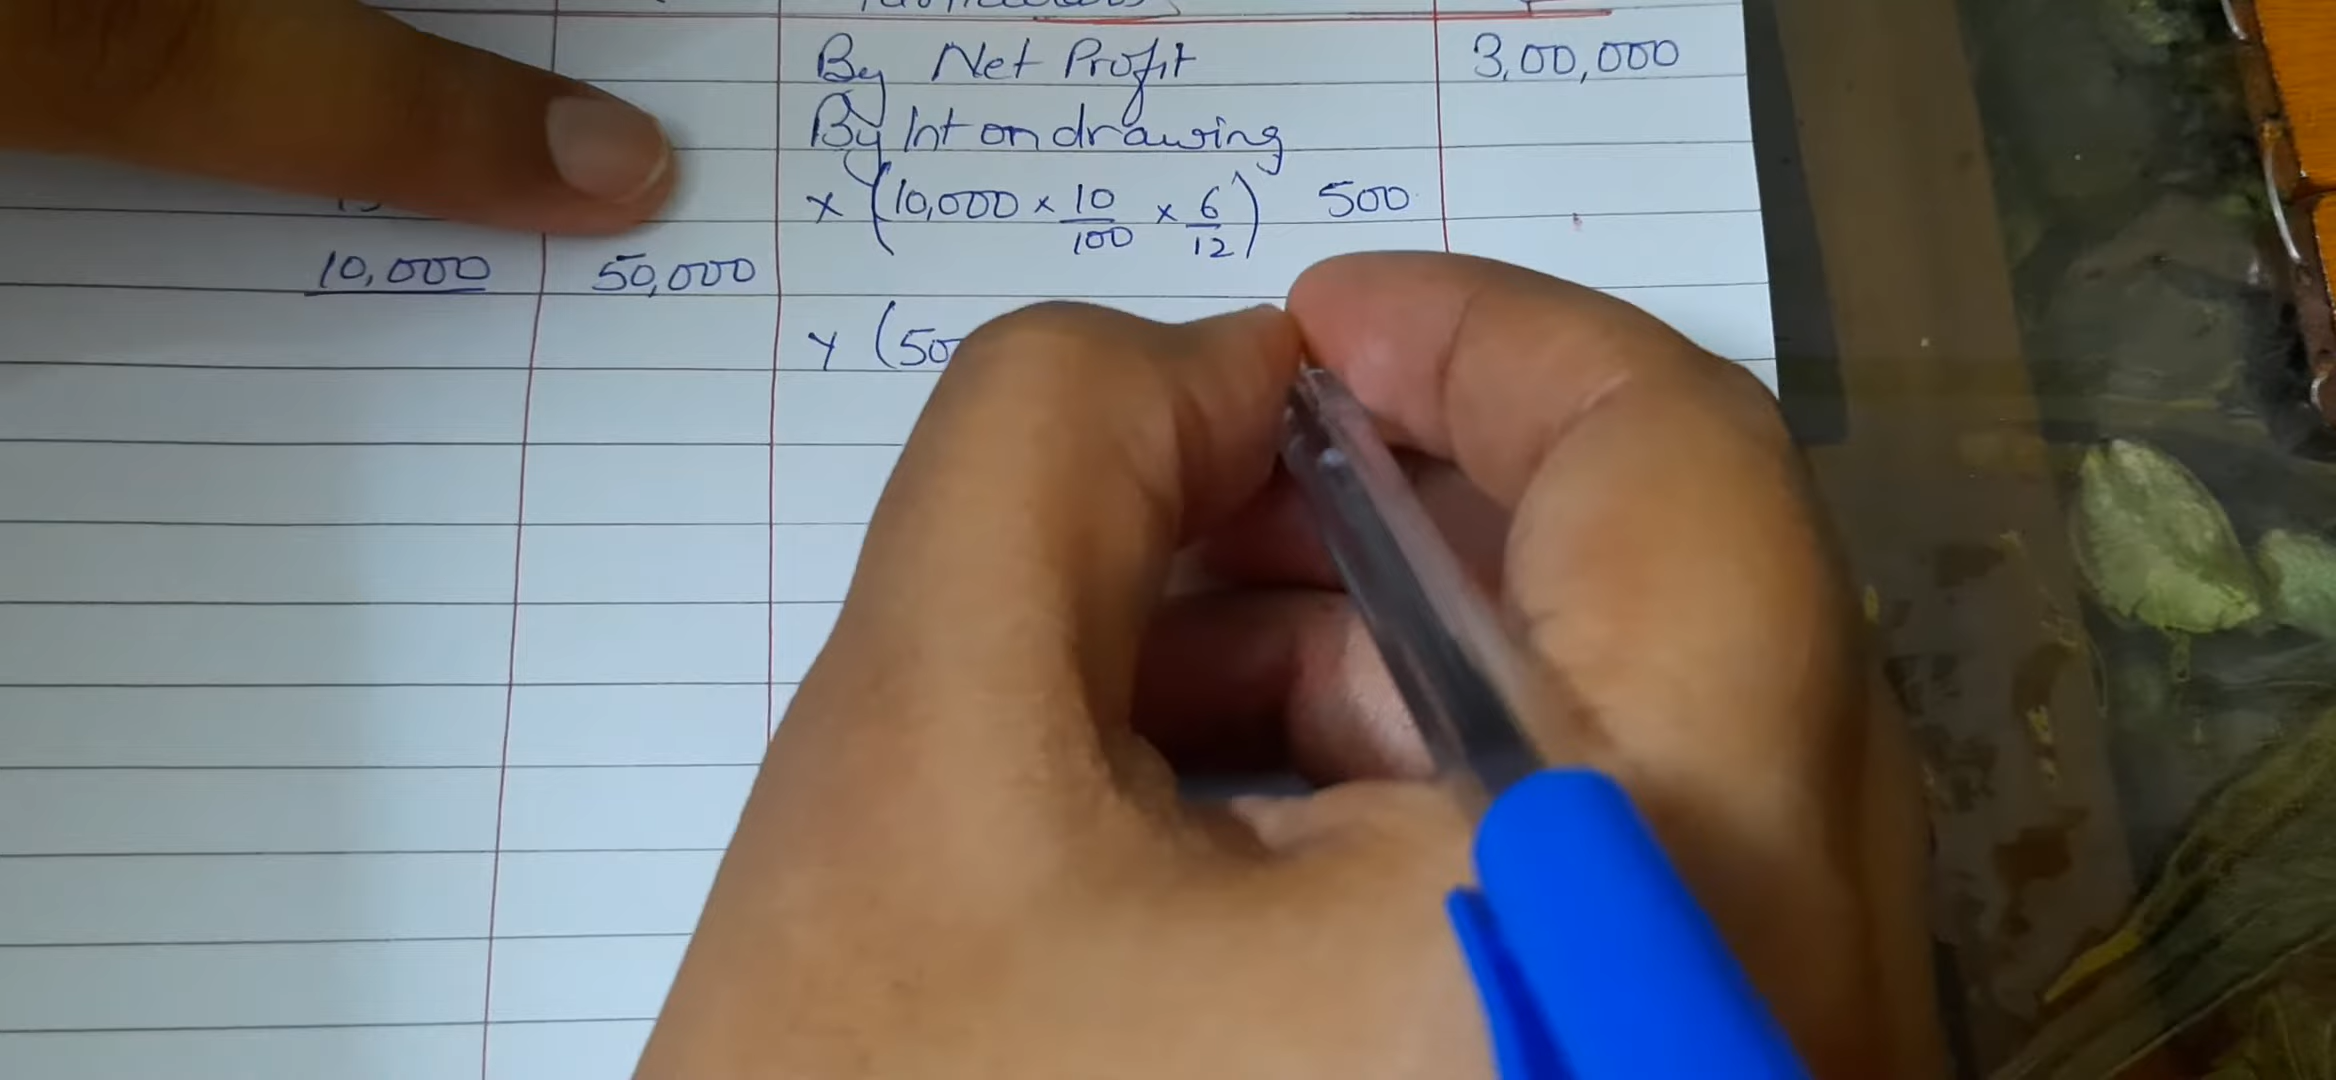 By Net Profit 3,00,000
By Int on drawing
x (10,000 × 10/100 × 6/12) 500
10,000 50,000
y (50